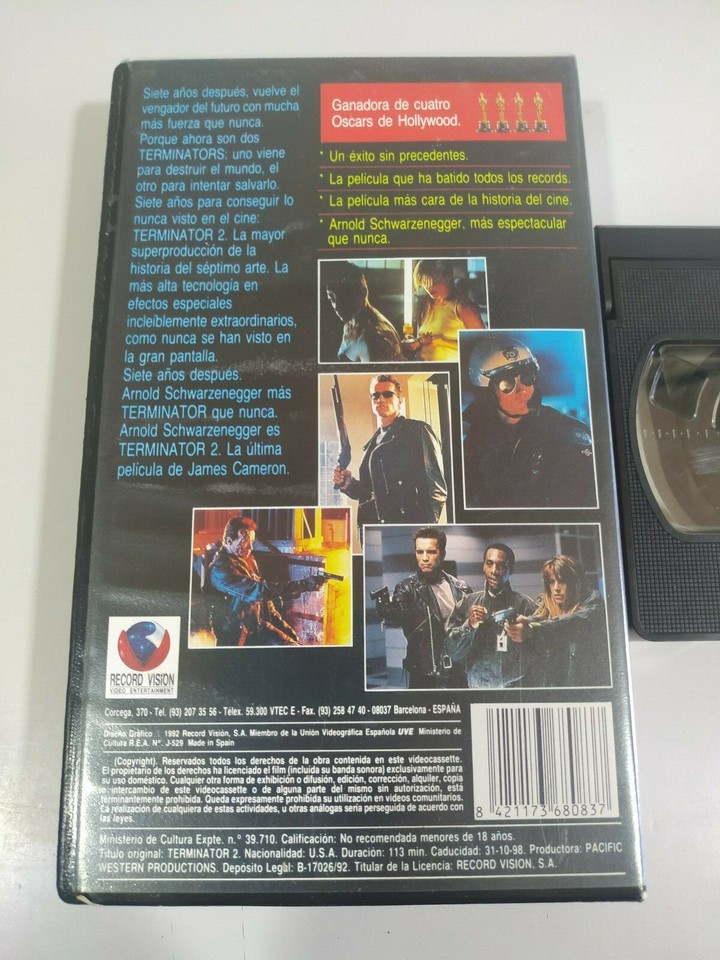 Siete años después, vuelve el
vengador del futuro con mucha
más fuerza que nunca.
Porque ahora son dos
TERMINATORS: uno viene
para destruir el mundo, el
otro para intentar salvarlo.
Siete años para conseguir lo
nunca visto en el cine:
TERMINATOR 2. La mayor
superproducción de la
historia del séptimo arte. La
más alta tecnología en
efectos especiales
incleíblemente extraordinarios,
como nunca se han visto en
la gran pantalla.
Siete años después.
Arnold Schwarzenegger más
TERMINATOR que nunca.
Arnold Schwarzenegger es
TERMINATOR 2. La última
película de James Cameron.
Ganadora de cuatro
Oscars de Hollywood.
* Un éxito sin precedentes.
* La pelicula que ha batido todos los records.
* La película más cara de la historia del cine.
* Arnold Schwarzenegger, más espectacular
que nunca.
RECORD VISION
VIDEO ENTERTAINMENT
Córcega, 370 - Tel. (93) 207 35 56 - Télex. 59.300 VTEC E - Fax. (93) 258 47 40 - 08037 Barcelona - ESPAÑA
Diseño Gráfico 1992 Record Visión, S.A. Miembro de la Unión Videográfica Española UVE Ministerio de
Cultura R.E.A. Nº. J-529 Made in Spain
(Copyright). Reservados todos los derechos de la obra contenida en este videocassette.
El propietario de los derechos ha licenciado el film (incluida su banda sonora) exclusivamente para
su uso doméstico. Cualquier otra forma de exhibición o difusión, edición, corrección, alquiler, copia
o intercambio de este videocassette o de alguna parte del mismo sin autorización, está
terminantemente prohibida. Queda expresamente prohibida su utilización en videos comunitarios.
La realización de cualquiera de estas actividades, u otras análogas sería perseguida de acuerdo con
las leyes.
8 421173 680837
Ministerio de Cultura Expte. n.º 39.710. Calificación: No recomendada menores de 18 años.
Título original: TERMINATOR 2. Nacionalidad: U.S.A. Duración: 113 min. Caducidad: 31-10-98. Productora: PACIFIC
WESTERN PRODUCTIONS. Depósito Legal: B-17026/92. Titular de la Licencia: RECORD VISION, S.A.